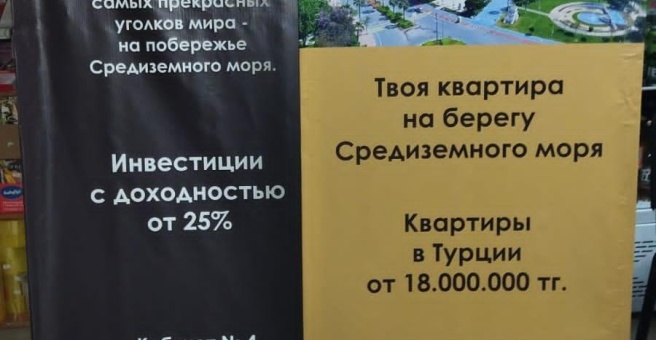 самых прекрасных
уголков мира -
на побережье
Средиземного моря.
Инвестиции
с доходностью
от 25%
Твоя квартира
на берегу
Средиземного моря
Квартиры
в Турции
от 18.000.000 тг.